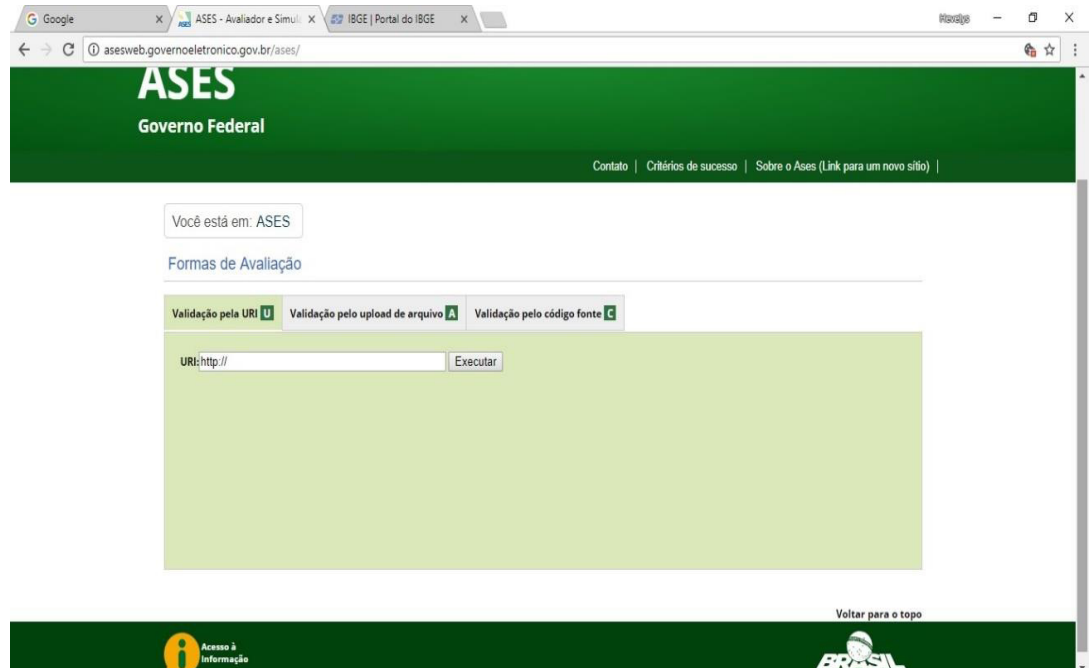 Google
ASES - Avaliador e Simul
IBGE | Portal do IBGE
asesweb.governoeletronico.gov.br/ases/
ASES
Governo Federal
Contato | Critérios de sucesso | Sobre o Ases (Link para um novo sítio) |
Você está em: ASES
Formas de Avaliação
Validação pela URI U Validação pelo upload de arquivo A Validação pelo código fonte C
URI: http:// Executar
Voltar para o topo
Acesso à
Informação
BRASIL